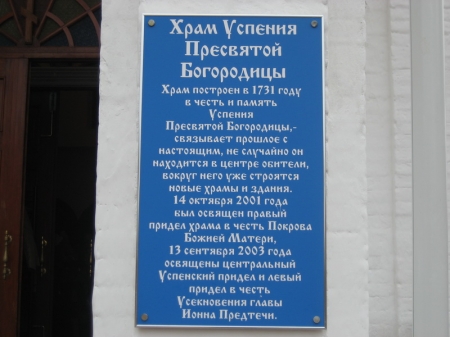 Храм Успения
Пресвятой
Богородицы
Храм построен в 1731 году
в честь и память
Успения
Пресвятой Богородицы,-
связывает прошлое с
настоящим, не случайно он
находится в центре обители,
вокруг него уже строятся
новые храмы и здания.
14 октября 2001 года
был освящен правый
придел храма в честь Покрова
Божией Матери,
13 сентября 2003 года
освящены центральный
Успенский придел и левый
придел в честь
Усекновения главы
Иоина Предтечи.